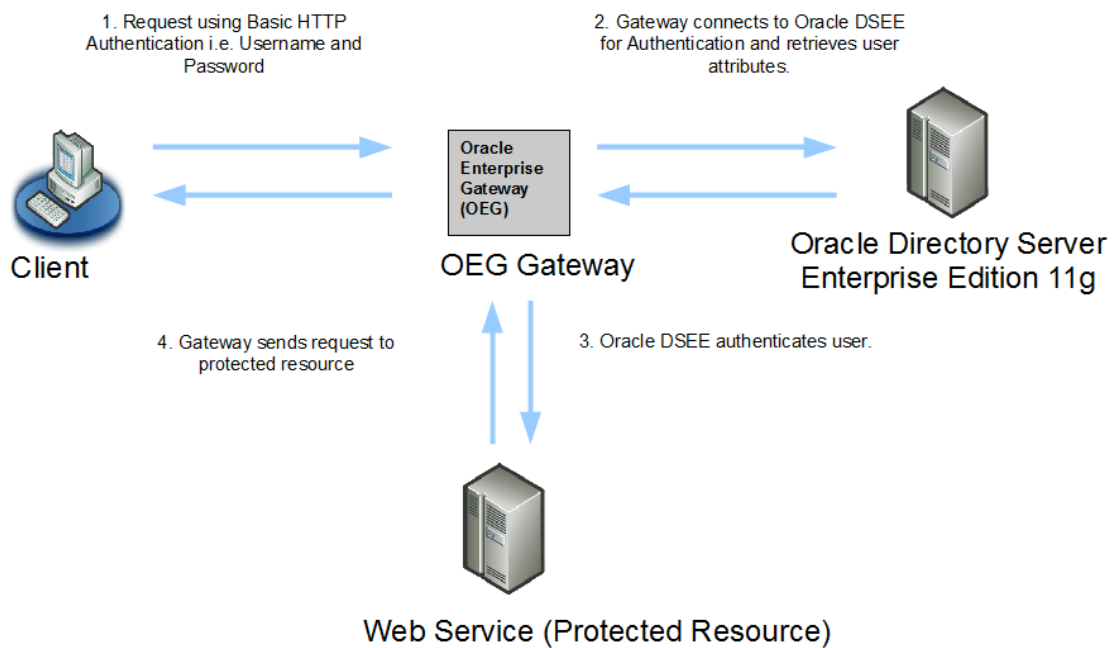 1. Request using Basic HTTP
Authentication i.e. Username and
Password
2. Gateway connects to Oracle DSEE
for Authentication and retrieves user
attributes.
Oracle
Enterprise
Gateway
(OEG)
Client
OEG Gateway
Oracle Directory Server
Enterprise Edition 11g
4. Gateway sends request to
protected resource
3. Oracle DSEE authenticates user.
Web Service (Protected Resource)